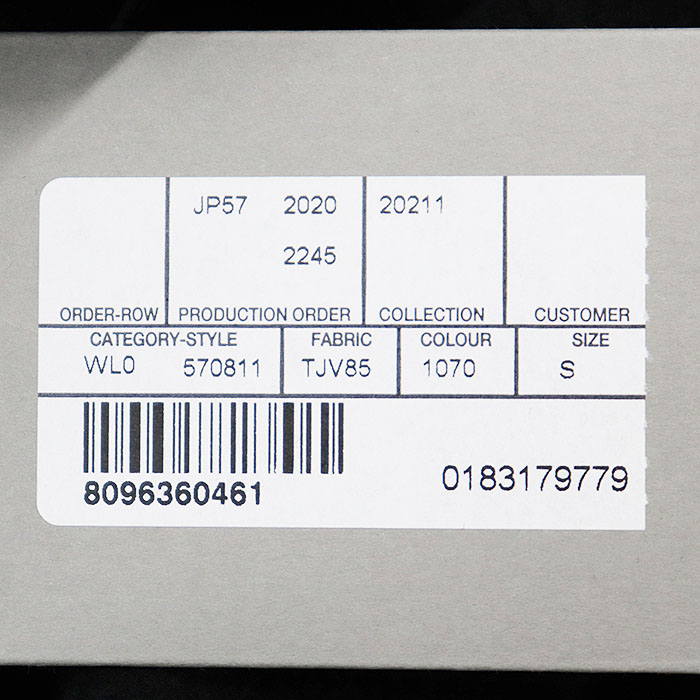 JP57 2020 20211
2245
ORDER-ROW PRODUCTION ORDER COLLECTION CUSTOMER
CATEGORY-STYLE FABRIC COLOUR SIZE
WL0 570811 TJV85 1070 S
8096360461 0183179779